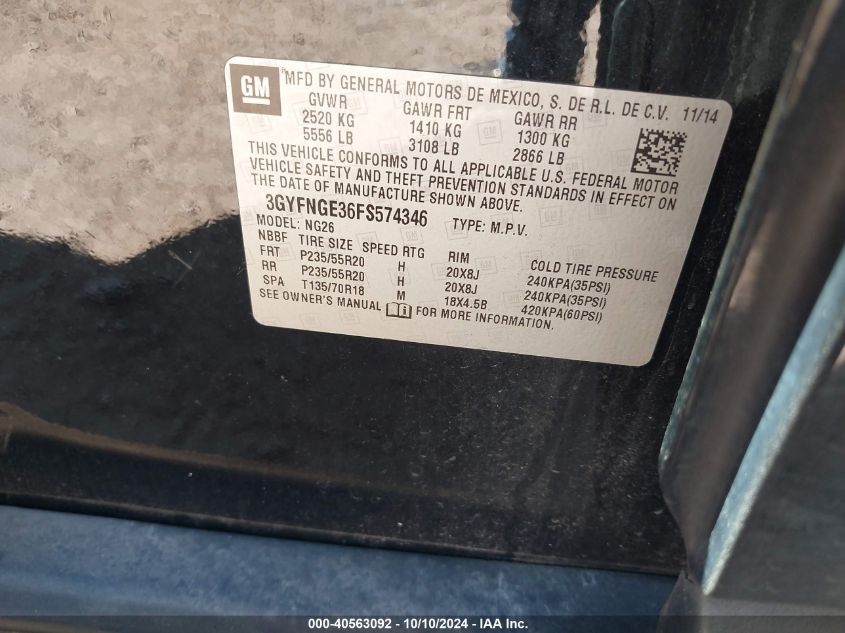 GM
MFD BY GENERAL MOTORS DE MEXICO, S. DE R.L. DE C.V. 11/14
GVWR GAWR FRT GAWR RR
2520 KG 1410 KG 1300 KG
5556 LB 3108 LB 2866 LB
THIS VEHICLE CONFORMS TO ALL APPLICABLE U.S. FEDERAL MOTOR
VEHICLE SAFETY AND THEFT PREVENTION STANDARDS IN EFFECT ON
THE DATE OF MANUFACTURE SHOWN ABOVE.
3GYFNGE36FS574346 TYPE: M.P.V.
MODEL: NG26
NBBF TIRE SIZE SPEED RTG RIM COLD TIRE PRESSURE
FRT P235/55R20 H 20X8J 240KPA(35PSI)
RR P235/55R20 H 20X8J 240KPA(35PSI)
SPA T135/70R18 M 18X4.5B 420KPA(60PSI)
SEE OWNER'S MANUAL FOR MORE INFORMATION.
000-40563092 - 10/10/2024 - IAA Inc.